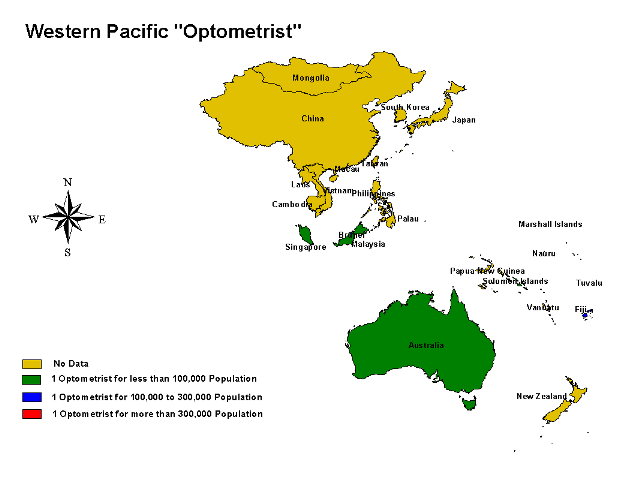 Western Pacific "Optometrist"
Mongolia
South Korea
China
Japan
Taiwan
Macau
Laos
Vietnam
Philippines
Cambodia
Palau
Marshall Islands
Brunei
Singapore
Malaysia
Nauru
Papua New Guinea
Solomon Islands
Tuvalu
Vanuatu
Fiji
Australia
New Zealand
N
W
E
S
No Data
1 Optometrist for less than 100,000 Population
1 Optometrist for 100,000 to 300,000 Population
1 Optometrist for more than 300,000 Population